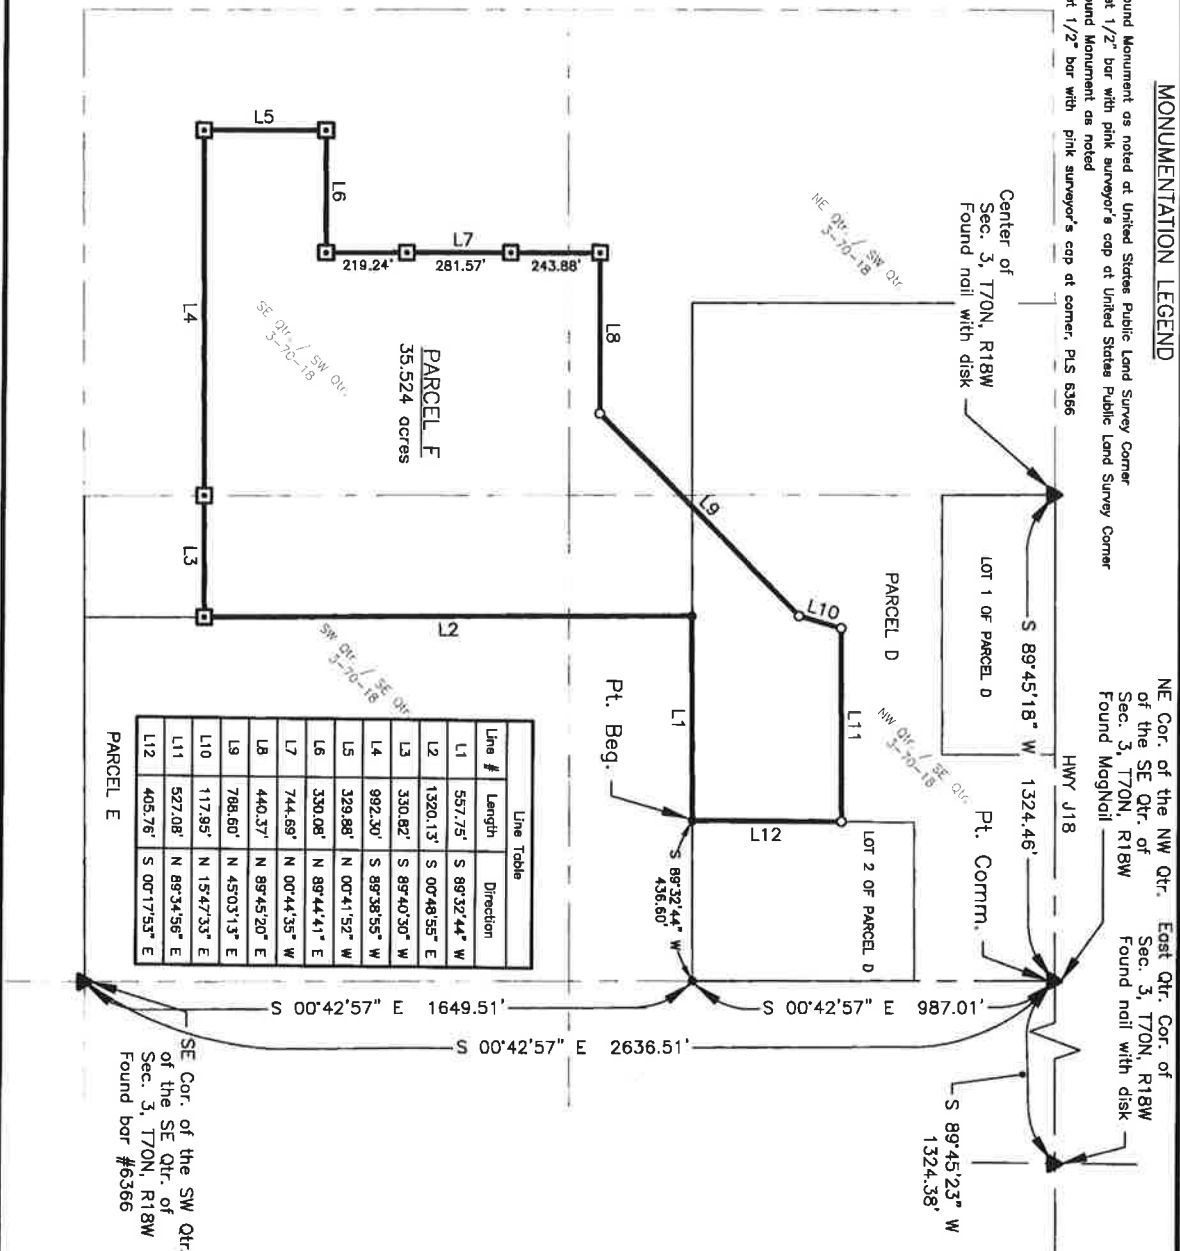 MONUMENTATION LEGEND
ound Monument as noted at United States Public Land Survey Corner
et 1/2" bar with pink surveyor's cap at United States Public Land Survey Corner
und Monument as noted
et 1/2" bar with pink surveyor's cap at corner, PLS 6366
NE Cor. of the NW Qtr.
of the SE Qtr. of
Sec. 3, T70N, R18W
Found MagNail
East Qtr. Cor. of
Sec. 3, T70N, R18W
Found nail with disk
HWY J18
S 89°45'18" W 1324.46'
Center of
Sec. 3, T70N, R18W
Found nail with disk
Pt. Comm.
LOT 1 OF PARCEL D
S 89°45'23" W
1324.38'
PARCEL D
NW Qtr. / SE Qtr.
3-70-18
LOT 2 OF PARCEL D
NE Qtr. / SW Qtr.
3-70-18
L11
L10
L12
L9
L1
Pt. Beg.
S 89°32'44" W
436.60'
S 00°42'57" E 987.01'
S 00°42'57" E 2636.51'
S 00°42'57" E 1649.51'
L8
243.88'
L7
281.57'
219.24'
L6
L5
L4
L3
L2
PARCEL F
35.524 acres
SE Qtr. / SW Qtr.
3-70-18
SW Qtr. / SE Qtr.
3-70-18
Line Table
Line # Length Direction
L1 557.75' S 89°32'44" W
L2 1320.13' S 00°48'55" E
L3 330.82' S 89°40'30" W
L4 992.30' S 89°38'55" W
L5 329.88' N 00°41'52" W
L6 330.08' N 89°44'41" E
L7 744.69' N 00°44'35" W
L8 440.37' N 89°45'20" E
L9 788.60' N 45°03'13" E
L10 117.95' N 15°47'33" E
L11 527.08' N 89°34'56" E
L12 405.76' S 00°17'53" E
PARCEL E
SE Cor. of the SW Qtr.
of the SE Qtr. of
Sec. 3, T70N, R18W
Found bar #6366